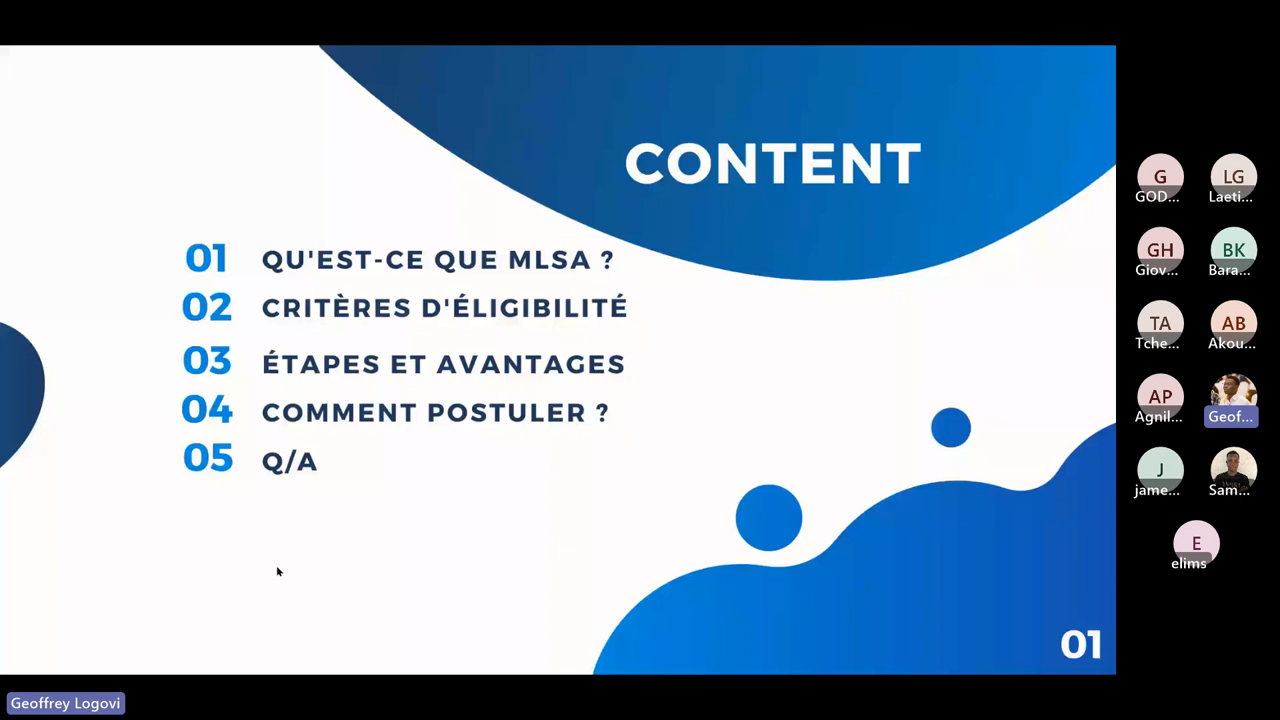 CONTENT
01 QU'EST-CE QUE MLSA ?
02 CRITÈRES D'ÉLIGIBILITÉ
03 ÉTAPES ET AVANTAGES
04 COMMENT POSTULER ?
05 Q/A
01
G LG
GOD... Laeti...
GH BK
Giov... Bara...
TA AB
Tche... Akou...
AP
Agnil... Geof...
J
jame... Sam...
E
elims
Geoffrey Logovi